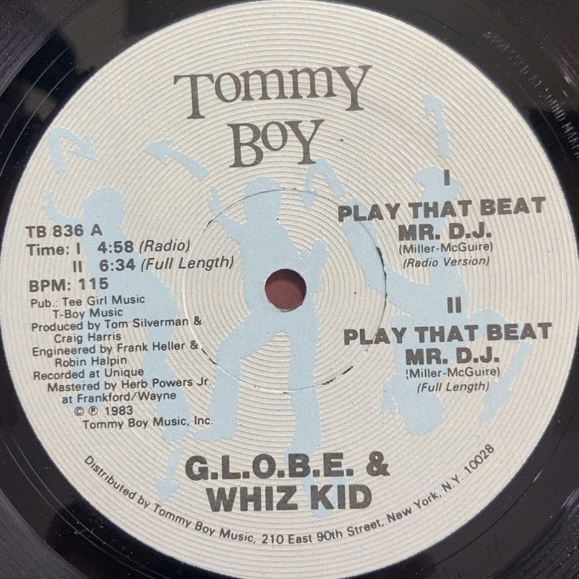 TOMMY
BOY
TB 836 A
Time: I 4:58 (Radio)
II 6:34 (Full Length)
BPM: 115
Pub.: Tee Girl Music
T-Boy Music
Produced by Tom Silverman &
Craig Harris
Engineered by Frank Heller &
Robin Halpin
Recorded at Unique
Mastered by Herb Powers Jr.
at Frankford/Wayne
© ℗ 1983
Tommy Boy Music, Inc.
I
PLAY THAT BEAT
MR. D.J.
(Miller-McGuire)
(Radio Version)
II
PLAY THAT BEAT
MR. D.J.
(Miller-McGuire)
(Full Length)
G.L.O.B.E. &
WHIZ KID
Distributed by Tommy Boy Music, 210 East 90th Street, New York, N.Y. 10028